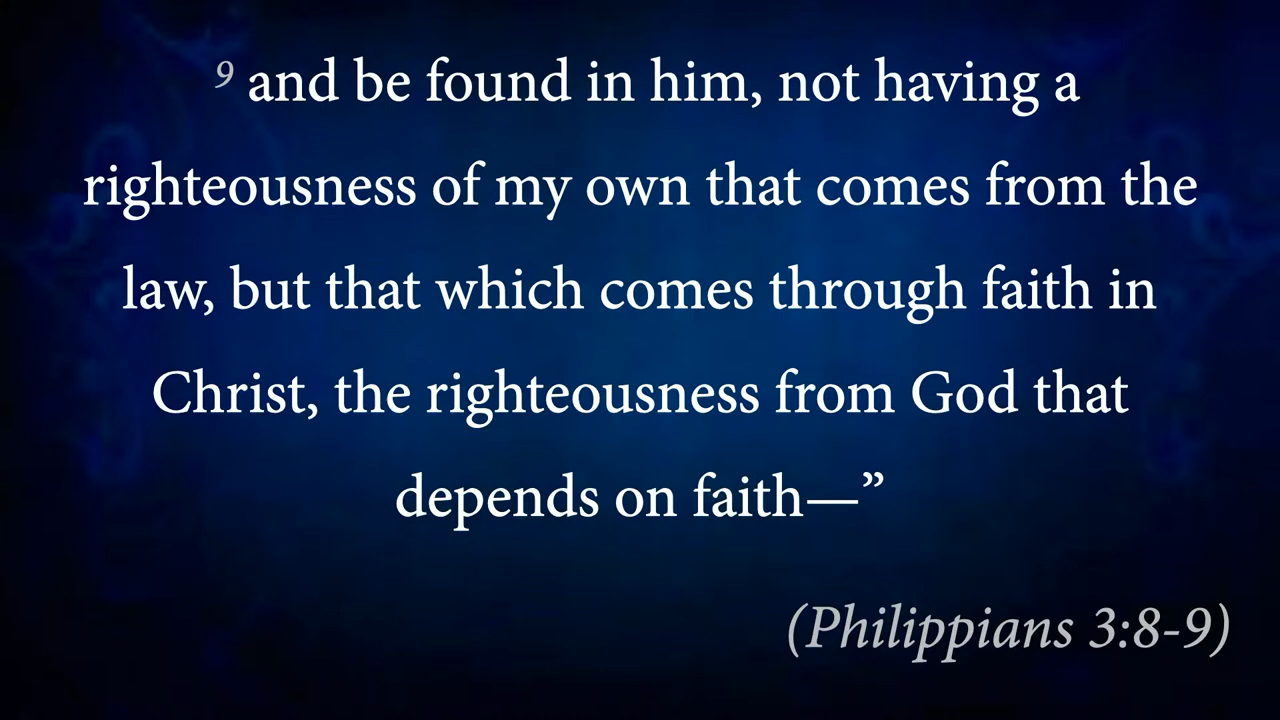 9 and be found in him, not having a
righteousness of my own that comes from the
law, but that which comes through faith in
Christ, the righteousness from God that
depends on faith—”
(Philippians 3:8-9)